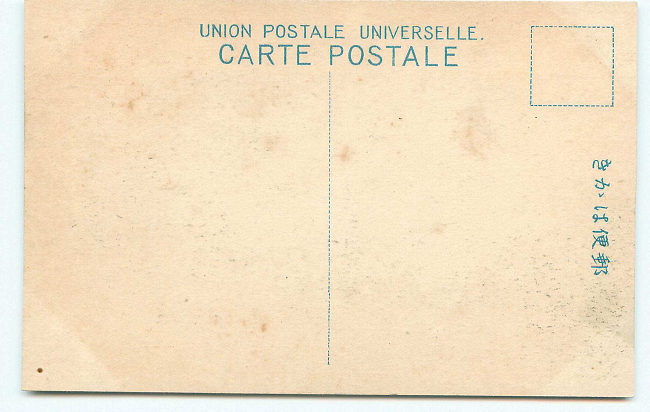 UNION POSTALE UNIVERSELLE.
CARTE POSTALE
郵便はがき